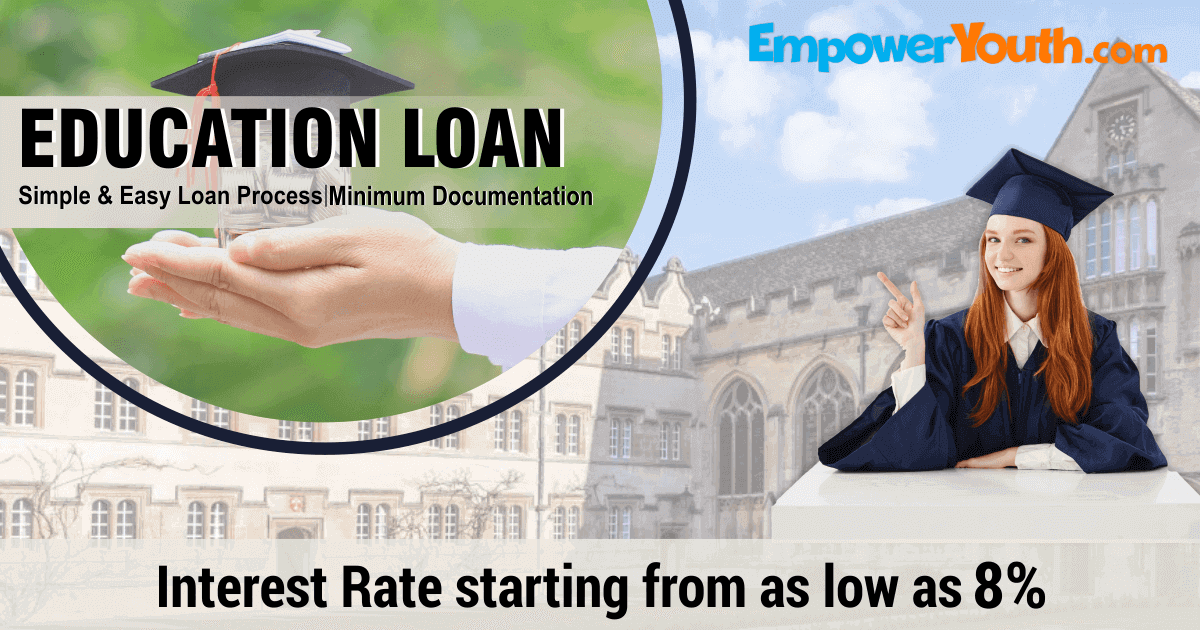 EmpowerYouth.com
EDUCATION LOAN
Simple & Easy Loan Process|Minimum Documentation
Interest Rate starting from as low as 8%